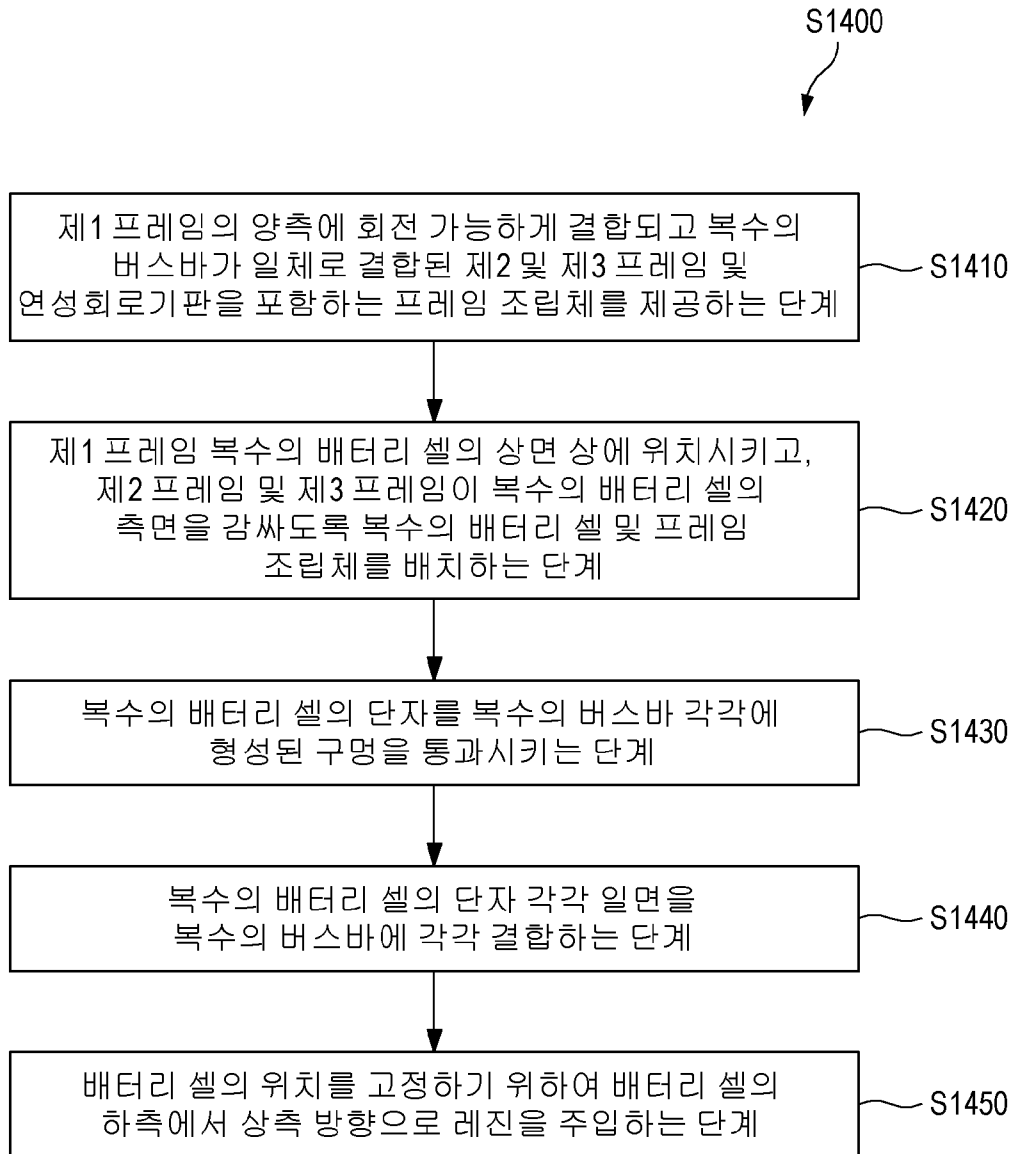 S1400
제1 프레임의 양측에 회전 가능하게 결합되고 복수의
버스바가 일체로 결합된 제2 및 제3 프레임 및
연성회로기판을 포함하는 프레임 조립체를 제공하는 단계
S1410
제1 프레임 복수의 배터리 셀의 상면 상에 위치시키고,
제2 프레임 및 제3 프레임이 복수의 배터리 셀의
측면을 감싸도록 복수의 배터리 셀 및 프레임
조립체를 배치하는 단계
S1420
복수의 배터리 셀의 단자를 복수의 버스바 각각에
형성된 구멍을 통과시키는 단계
S1430
복수의 배터리 셀의 단자 각각 일면을
복수의 버스바에 각각 결합하는 단계
S1440
배터리 셀의 위치를 고정하기 위하여 배터리 셀의
하측에서 상측 방향으로 레진을 주입하는 단계
S1450